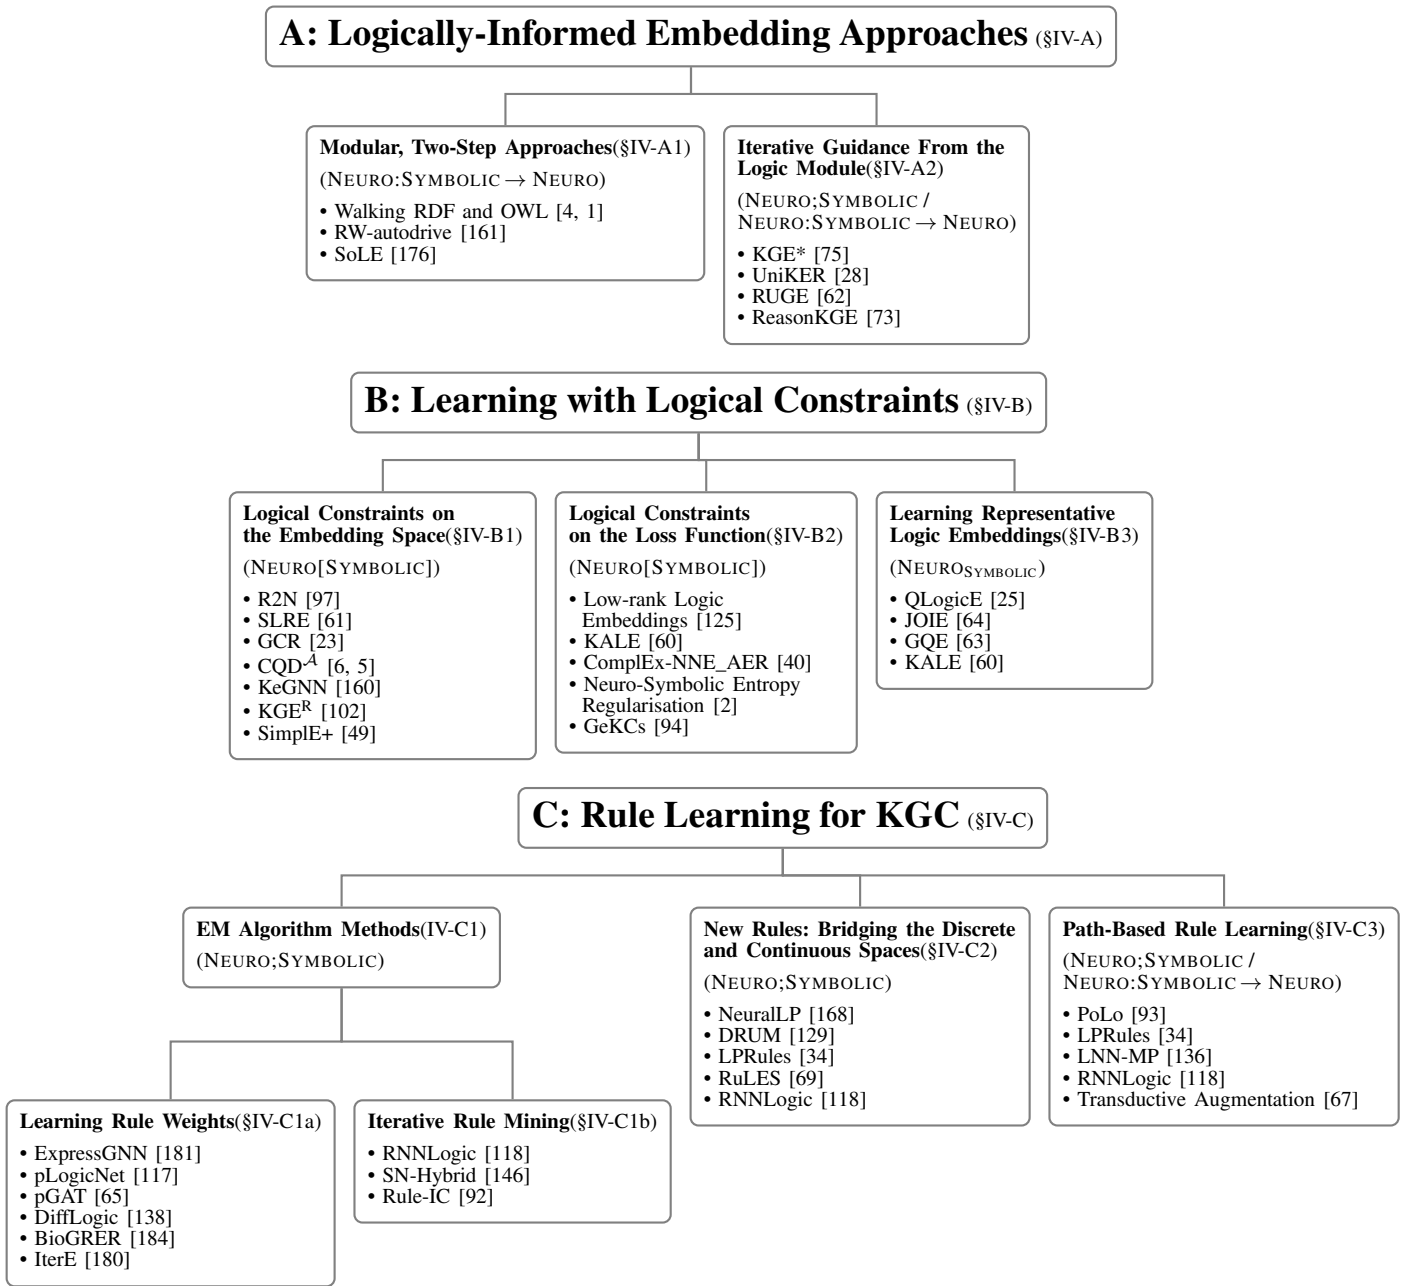 A: Logically-Informed Embedding Approaches (§IV-A)
Modular, Two-Step Approaches(§IV-A1)
(NEURO:SYMBOLIC → NEURO)
• Walking RDF and OWL [4, 1]
• RW-autodrive [161]
• SoLE [176]
Iterative Guidance From the
Logic Module(§IV-A2)
(NEURO;SYMBOLIC /
NEURO:SYMBOLIC → NEURO)
• KGE* [75]
• UniKER [28]
• RUGE [62]
• ReasonKGE [73]
B: Learning with Logical Constraints (§IV-B)
Logical Constraints on
the Embedding Space(§IV-B1)
(NEURO[SYMBOLIC])
• R2N [97]
• SLRE [61]
• GCR [23]
• CQD^𝒜 [6, 5]
• KeGNN [160]
• KGE^R [102]
• SimplE+ [49]
Logical Constraints
on the Loss Function(§IV-B2)
(NEURO[SYMBOLIC])
• Low-rank Logic
Embeddings [125]
• KALE [60]
• ComplEx-NNE_AER [40]
• Neuro-Symbolic Entropy
Regularisation [2]
• GeKCs [94]
Learning Representative
Logic Embeddings(§IV-B3)
(NEURO_SYMBOLIC)
• QLogicE [25]
• JOIE [64]
• GQE [63]
• KALE [60]
C: Rule Learning for KGC (§IV-C)
EM Algorithm Methods(IV-C1)
(NEURO;SYMBOLIC)
Learning Rule Weights(§IV-C1a)
• ExpressGNN [181]
• pLogicNet [117]
• pGAT [65]
• DiffLogic [138]
• BioGRER [184]
• IterE [180]
Iterative Rule Mining(§IV-C1b)
• RNNLogic [118]
• SN-Hybrid [146]
• Rule-IC [92]
New Rules: Bridging the Discrete
and Continuous Spaces(§IV-C2)
(NEURO;SYMBOLIC)
• NeuralLP [168]
• DRUM [129]
• LPRules [34]
• RuLES [69]
• RNNLogic [118]
Path-Based Rule Learning(§IV-C3)
(NEURO;SYMBOLIC /
NEURO:SYMBOLIC → NEURO)
• PoLo [93]
• LPRules [34]
• LNN-MP [136]
• RNNLogic [118]
• Transductive Augmentation [67]